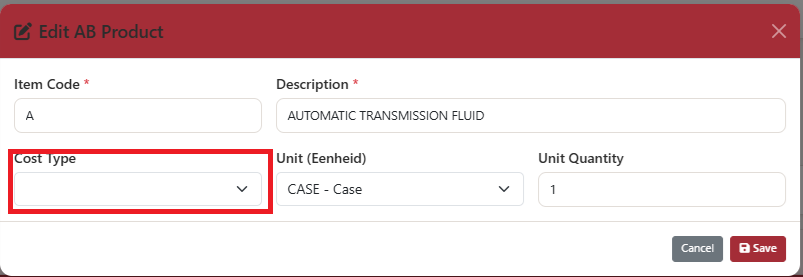 Edit AB Product
Item Code * Description *
A AUTOMATIC TRANSMISSION FLUID
Cost Type Unit (Eenheid) Unit Quantity
CASE - Case 1
Cancel Save